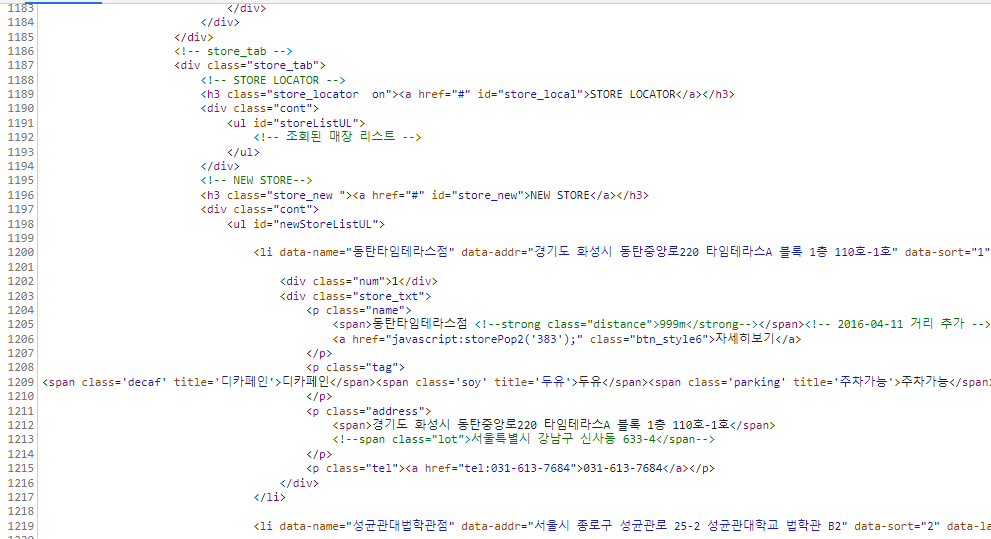 1183 </div>
1184 </div>
1185 </div>
1186 <!-- store_tab -->
1187 <div class="store_tab">
1188 <!-- STORE LOCATOR -->
1189 <h3 class="store_locator  on"><a href="#" id="store_local">STORE LOCATOR</a></h3>
1190 <div class="cont">
1191 <ul id="storeListUL">
1192 <!-- 조회된 매장 리스트 -->
1193 </ul>
1194 </div>
1195 <!-- NEW STORE-->
1196 <h3 class="store_new "><a href="#" id="store_new">NEW STORE</a></h3>
1197 <div class="cont">
1198 <ul id="newStoreListUL">
1199
1200 <li data-name="동탄타임테라스점" data-addr="경기도 화성시 동탄중앙로220 타임테라스A 블록 1층 110호-1호" data-sort="1"
1201
1202 <div class="num">1</div>
1203 <div class="store_txt">
1204 <p class="name">
1205 <span>동탄타임테라스점 <!--strong class="distance">999m</strong--></span><!-- 2016-04-11 거리 추가 -->
1206 <a href="javascript:storePop2('383');" class="btn_style6">자세히보기</a>
1207 </p>
1208 <p class="tag">
1209 <span class='decaf' title='디카페인'>디카페인</span><span class='soy' title='두유'>두유</span><span class='parking' title='주차가능'>주차가능</span>
1210 </p>
1211 <p class="address">
1212 <span>경기도 화성시 동탄중앙로220 타임테라스A 블록 1층 110호-1호</span>
1213 <!--span class="lot">서울특별시 강남구 신사동 633-4</span-->
1214 </p>
1215 <p class="tel"><a href="tel:031-613-7684">031-613-7684</a></p>
1216 </div>
1217 </li>
1218
1219 <li data-name="성균관대법학관점" data-addr="서울시 종로구 성균관로 25-2 성균관대학교 법학관 B2" data-sort="2" data-la